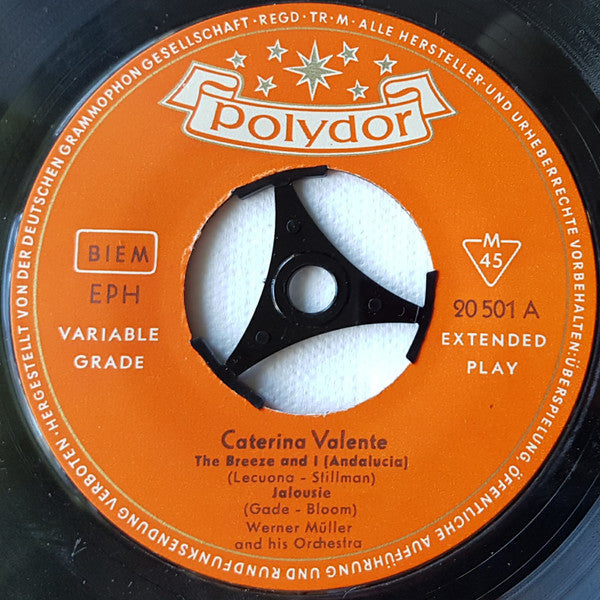 HERGESTELLT VON DER DEUTSCHEN GRAMMOPHON GESELLSCHAFT · REGD · TR · M · ALLE HERSTELLER- UND URHEBERRECHTE VORBEHALTEN: ÜBERSPIELUNG, ÖFFENTLICHE AUFFÜHRUNG UND RUNDFUNKSENDUNG VERBOTEN ·
Polydor
BIEM
EPH
VARIABLE
GRADE
M
45
20 501 A
EXTENDED
PLAY
Caterina Valente
The Breeze and I (Andalucia)
(Lecuona - Stillman)
Jalousie
(Gade - Bloom)
Werner Müller
and his Orchestra